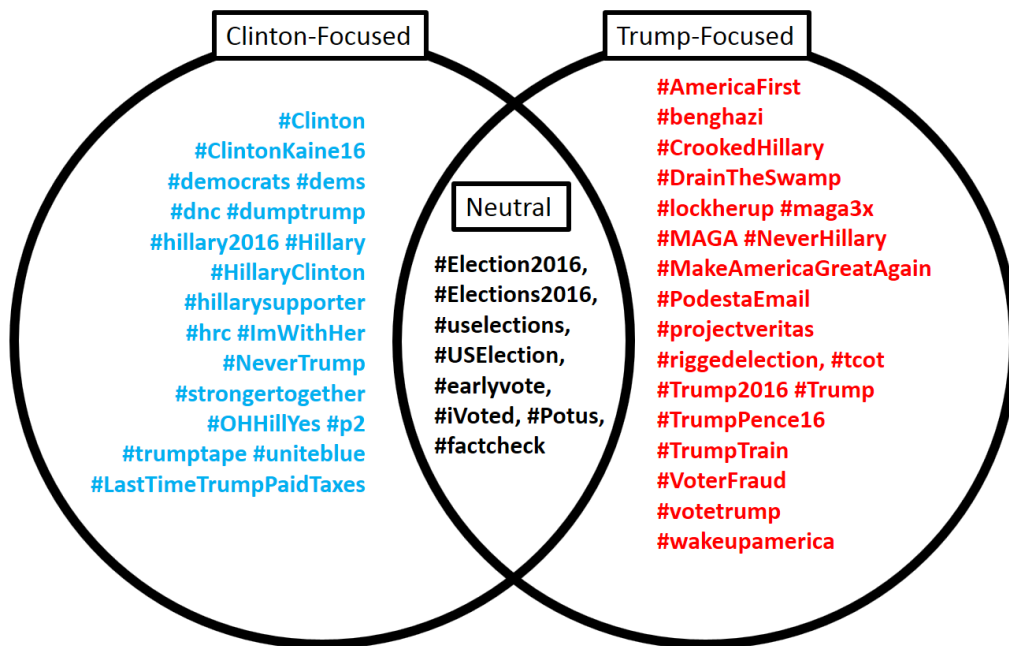 Clinton-Focused
#Clinton
#ClintonKaine16
#democrats #dems
#dnc #dumptrump
#hillary2016 #Hillary
#HillaryClinton
#hillarysupporter
#hrc #ImWithHer
#NeverTrump
#strongertogether
#OHHillYes #p2
#trumptape #uniteblue
#LastTimeTrumpPaidTaxes
Neutral
#Election2016,
#Elections2016,
#uselections,
#USElection,
#earlyvote,
#iVoted, #Potus,
#factcheck
Trump-Focused
#AmericaFirst
#benghazi
#CrookedHillary
#DrainTheSwamp
#lockherup #maga3x
#MAGA #NeverHillary
#MakeAmericaGreatAgain
#PodestaEmail
#projectveritas
#riggedelection, #tcot
#Trump2016 #Trump
#TrumpPence16
#TrumpTrain
#VoterFraud
#votetrump
#wakeupamerica